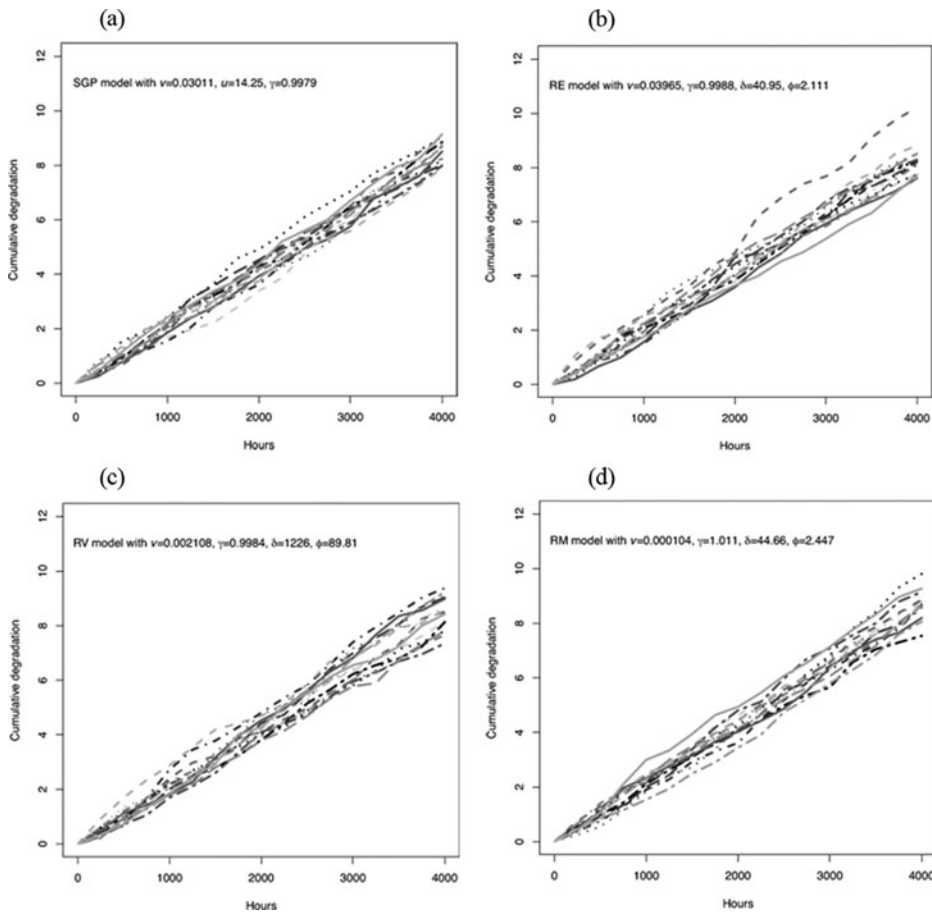 (a)
SGP model with ν=0.03011, υ=14.25, γ=0.9979
Cumulative degradation
12
10
8
6
4
2
0
0 1000 2000 3000 4000
Hours
(b)
RE model with ν=0.03965, γ=0.9988, δ=40.95, ϕ=2.111
Cumulative degradation
12
10
8
6
4
2
0
0 1000 2000 3000 4000
Hours
(c)
RV model with ν=0.002108, γ=0.9984, δ=1226, ϕ=89.81
Cumulative degradation
12
10
8
6
4
2
0
0 1000 2000 3000 4000
Hours
(d)
RM model with ν=0.000104, γ=1.011, δ=44.66, ϕ=2.447
Cumulative degradation
12
10
8
6
4
2
0
0 1000 2000 3000 4000
Hours